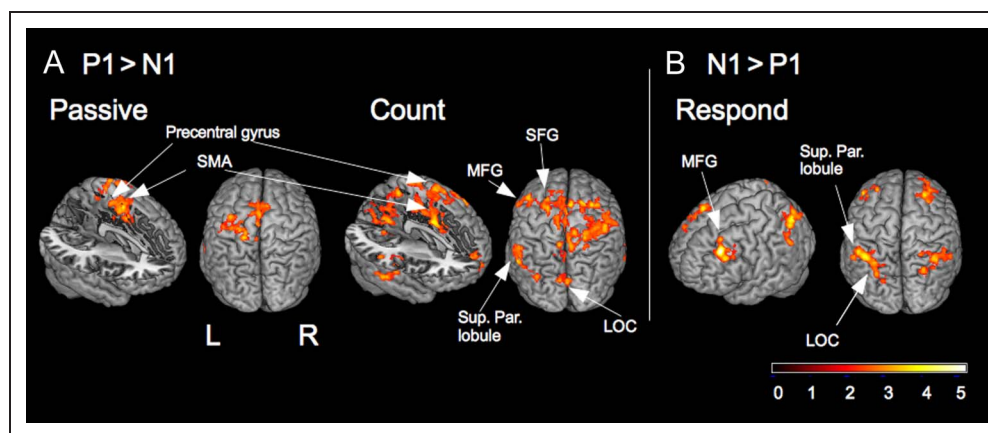 A P1 > N1
B N1 > P1
Passive
Count
Respond
Precentral gyrus
SMA
SFG
MFG
Sup. Par.
lobule
LOC
L R
MFG
Sup. Par.
lobule
LOC
0 1 2 3 4 5